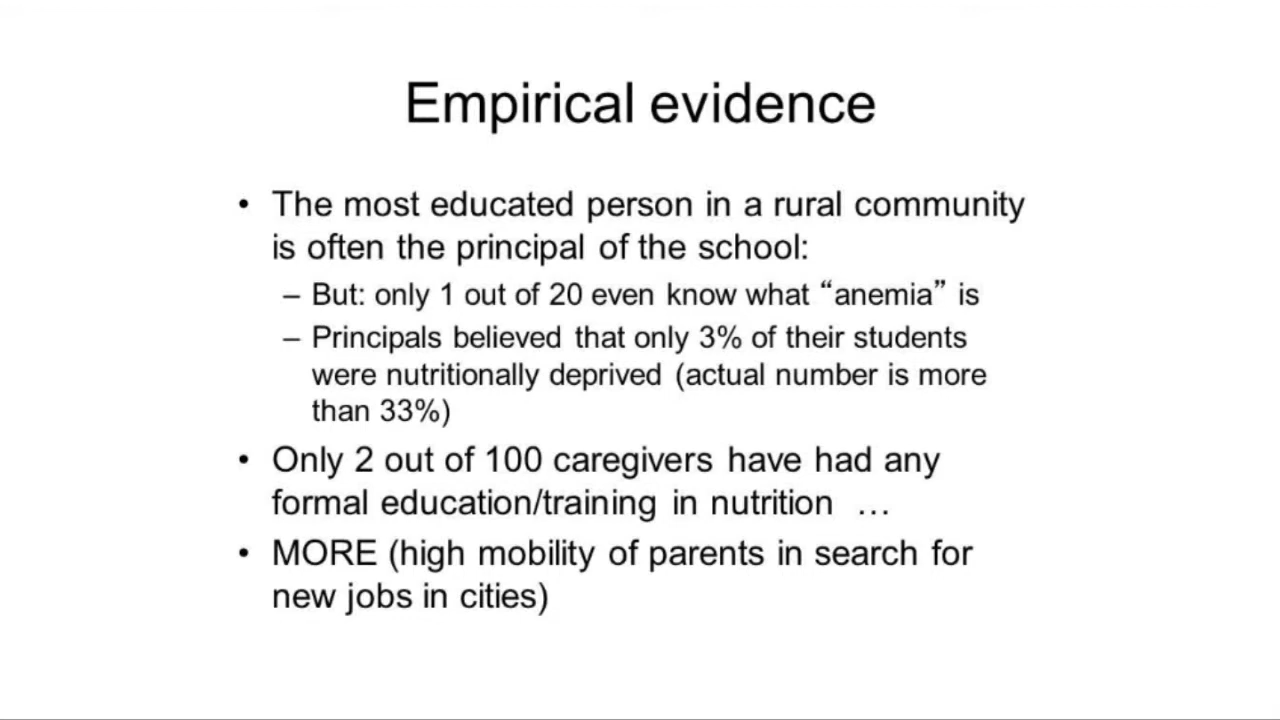 Empirical evidence
• The most educated person in a rural community
is often the principal of the school:
– But: only 1 out of 20 even know what “anemia” is
– Principals believed that only 3% of their students
were nutritionally deprived (actual number is more
than 33%)
• Only 2 out of 100 caregivers have had any
formal education/training in nutrition …
• MORE (high mobility of parents in search for
new jobs in cities)